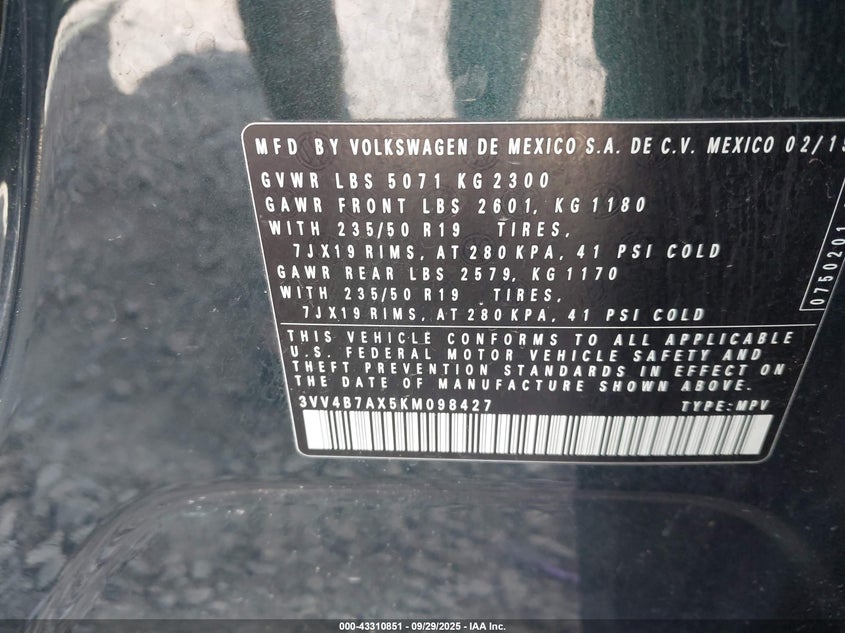 MFD BY VOLKSWAGEN DE MEXICO S.A. DE C.V. MEXICO 02/19
GVWR LBS 5071 KG 2300
GAWR FRONT LBS 2601, KG 1180
WITH 235/50 R19 TIRES,
7JX19 RIMS, AT 280 KPA, 41 PSI COLD
GAWR REAR LBS 2579, KG 1170
WITH 235/50 R19 TIRES,
7JX19 RIMS, AT 280 KPA, 41 PSI COLD
0750201
THIS VEHICLE CONFORMS TO ALL APPLICABLE
U.S. FEDERAL MOTOR VEHICLE SAFETY AND
THEFT PREVENTION STANDARDS IN EFFECT ON
THE DATE OF MANUFACTURE SHOWN ABOVE.
3VV4B7AX5KM098427 TYPE:MPV
000-43310851 | 09/29/2025 | IAA Inc.